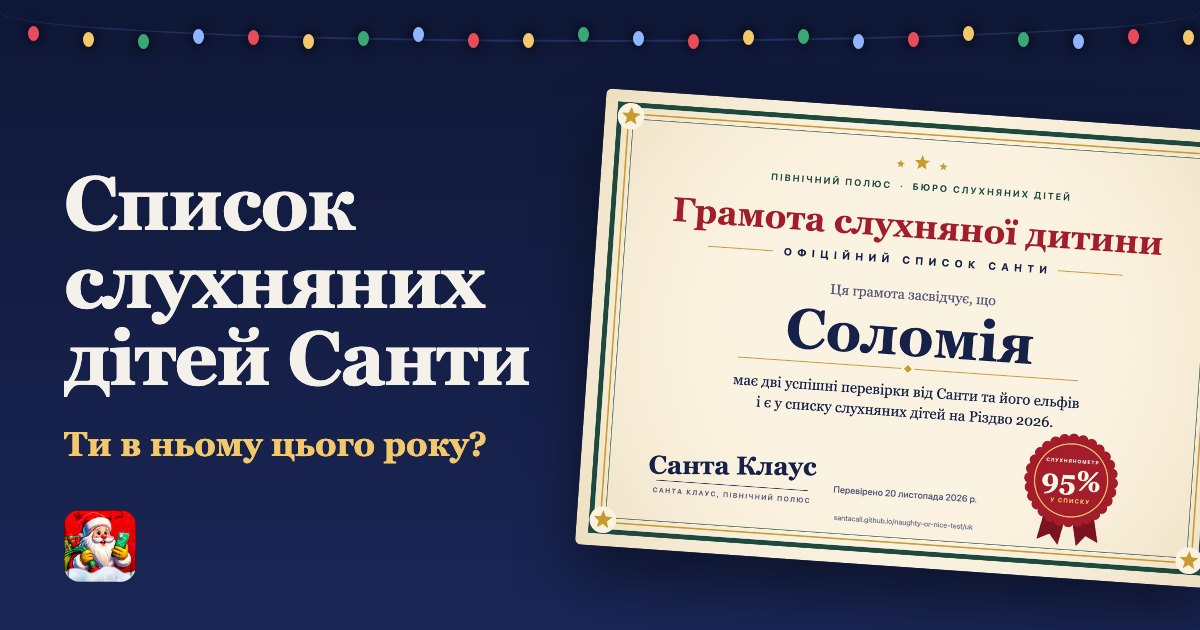 Список
слухняних
дітей Санти
Ти в ньому цього року?
ПІВНІЧНИЙ ПОЛЮС · БЮРО СЛУХНЯНИХ ДІТЕЙ
Грамота слухняної дитини
ОФІЦІЙНИЙ СПИСОК САНТИ
Ця грамота засвідчує, що
Соломія
має дві успішні перевірки від Санти та його ельфів
і є у списку слухняних дітей на Різдво 2026.
Санта Клаус
САНТА КЛАУС, ПІВНІЧНИЙ ПОЛЮС
Перевірено 20 листопада 2026 р.
santacall.github.io/naughty-or-nice-test/uk
СЛУХНЯНОМЕТР
95%
У СПИСКУ